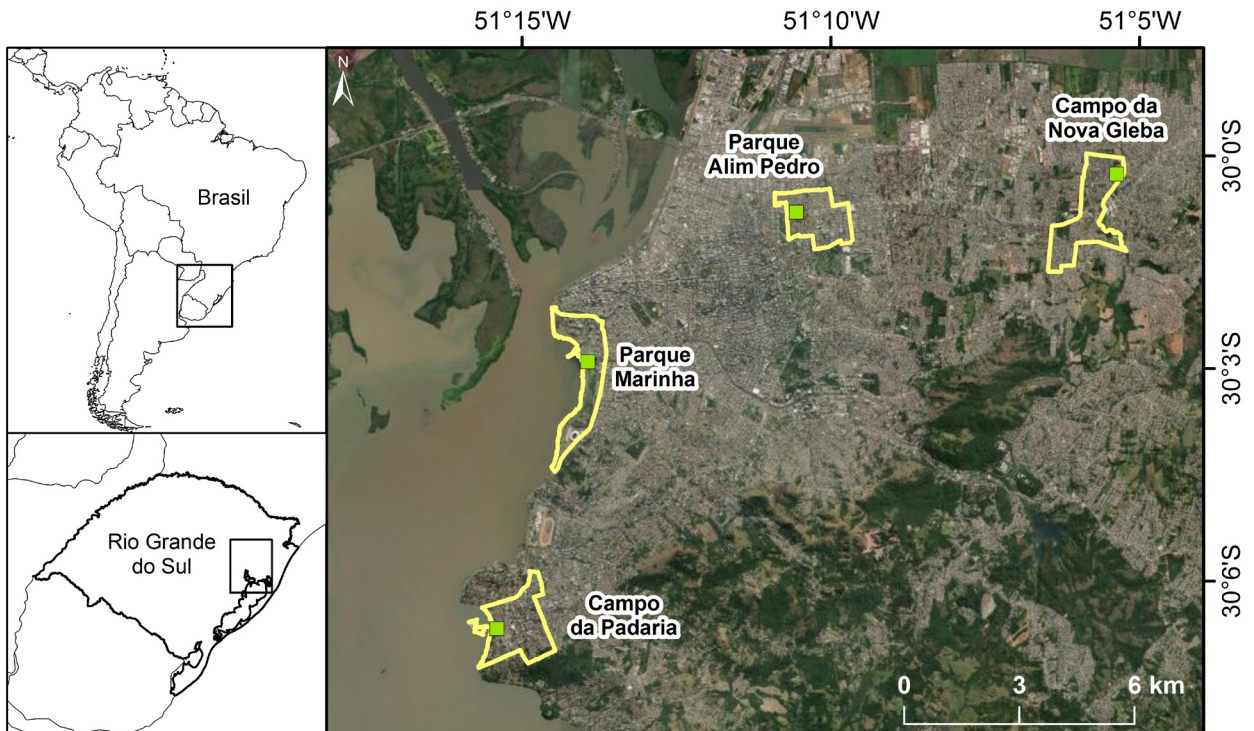 51°15'W
51°10'W
51°5'W
N
Brasil
Campo da
Nova Gleba
Parque
Alim Pedro
30°0'S
Parque
Marinha
30°3'S
Rio Grande
do Sul
30°6'S
Campo
da Padaria
0 3 6 km